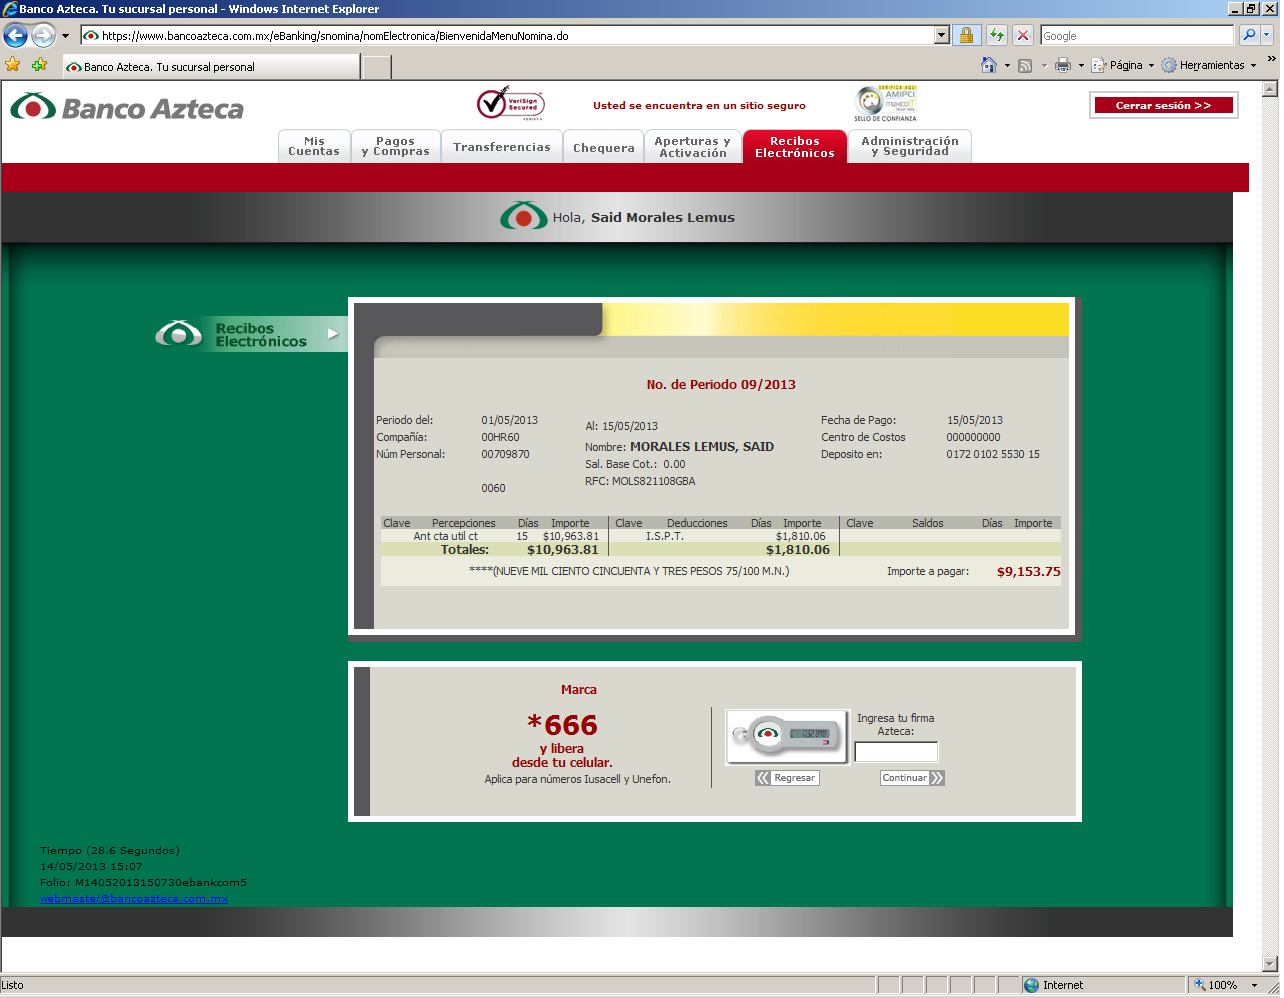 Banco Azteca. Tu sucursal personal - Windows Internet Explorer
https://www.bancoazteca.com.mx/eBanking/snomina/nomElectronica/BienvenidaMenuNomina.do
Google
Banco Azteca. Tu sucursal personal
Página
Herramientas
Banco Azteca
VeriSign Secured
VERIFY
Usted se encuentra en un sitio seguro
VERIFICA AQUI
AMIPCI
SELLO DE CONFIANZA
Cerrar sesión >>
Mis Cuentas
Pagos y Compras
Transferencias
Chequera
Aperturas y Activación
Recibos Electrónicos
Administración y Seguridad
Hola, Said Morales Lemus
Recibos Electrónicos
No. de Periodo 09/2013
Periodo del: 01/05/2013 Al: 15/05/2013 Fecha de Pago: 15/05/2013
Compañía: 00HR60 Nombre: MORALES LEMUS, SAID Centro de Costos 000000000
Núm Personal: 00709870 Sal. Base Cot.: 0.00 Deposito en: 0172 0102 5530 15
0060 RFC: MOLS821108GBA
Clave Percepciones Días Importe Clave Deducciones Días Importe Clave Saldos Días Importe
Ant cta util ct 15 $10,963.81 I.S.P.T. $1,810.06
Totales: $10,963.81 $1,810.06
****(NUEVE MIL CIENTO CINCUENTA Y TRES PESOS 75/100 M.N.) Importe a pagar: $9,153.75
Marca
*666
y libera
desde tu celular.
Aplica para números Iusacell y Unefon.
Ingresa tu firma
Azteca:
Regresar
Continuar
Tiempo (28.6 Segundos)
14/05/2013 15:07
Folio: M14052013150730ebankcom5
webmaster@bancoazteca.com.mx
Listo
Internet
100%